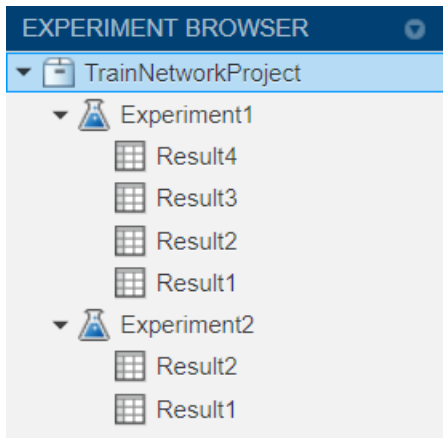 EXPERIMENT BROWSER
TrainNetworkProject
Experiment1
Result4
Result3
Result2
Result1
Experiment2
Result2
Result1